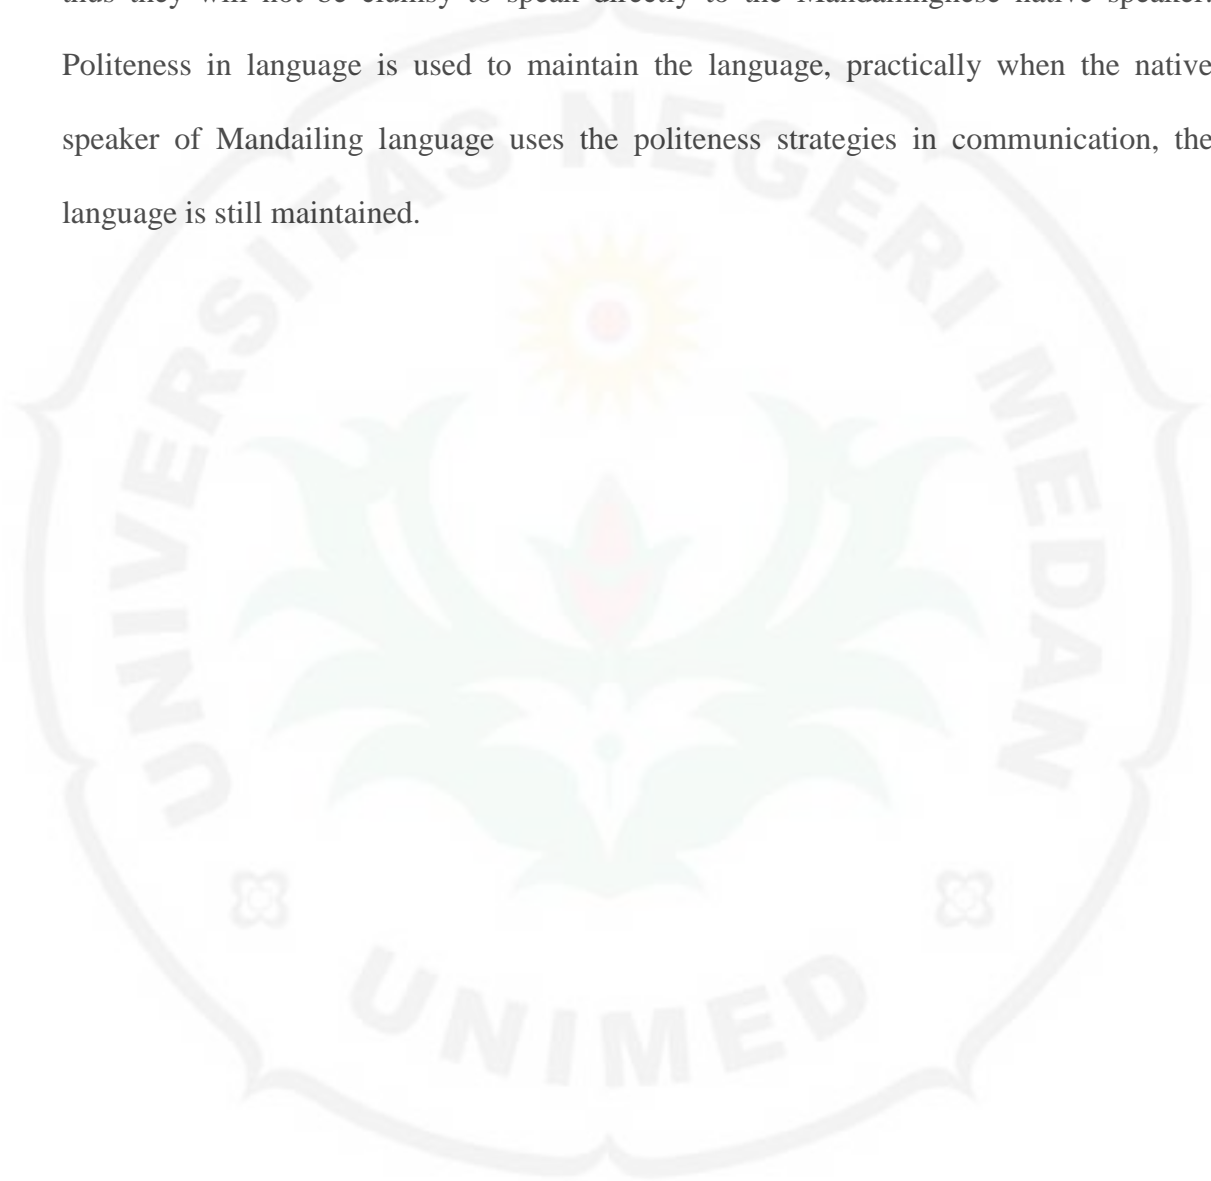 thus they will not be clumsy to speak directly to the Mandailinghese native speaker.
Politeness in language is used to maintain the language, practically when the native
speaker of Mandailing language uses the politeness strategies in communication, the
language is still maintained.
UNIVERSITAS NEGERI MEDAN
UNIMED